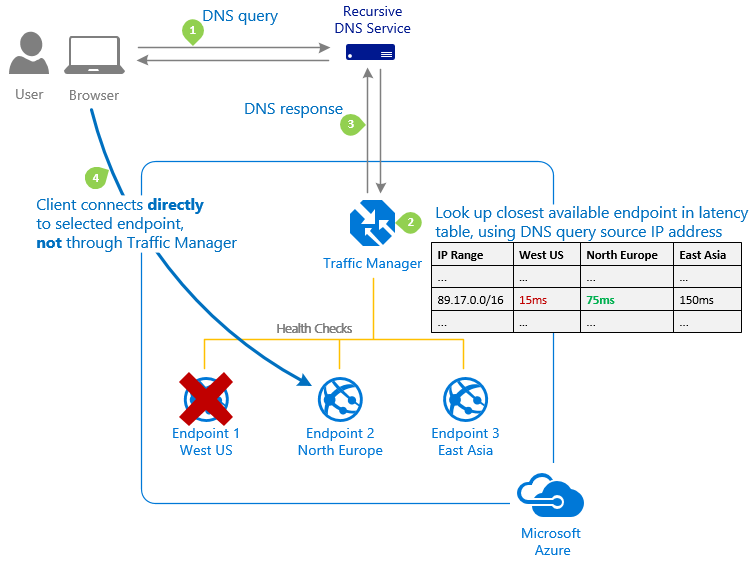 1
DNS query
Recursive
DNS Service
User
Browser
DNS response
3
4
Client connects directly
to selected endpoint,
not through Traffic Manager
2
Traffic Manager
Look up closest available endpoint in latency
table, using DNS query source IP address
IP Range West US North Europe East Asia
... ... ... ...
89.17.0.0/16 15ms 75ms 150ms
... ... ... ...
Health Checks
Endpoint 1
West US
Endpoint 2
North Europe
Endpoint 3
East Asia
Microsoft
Azure